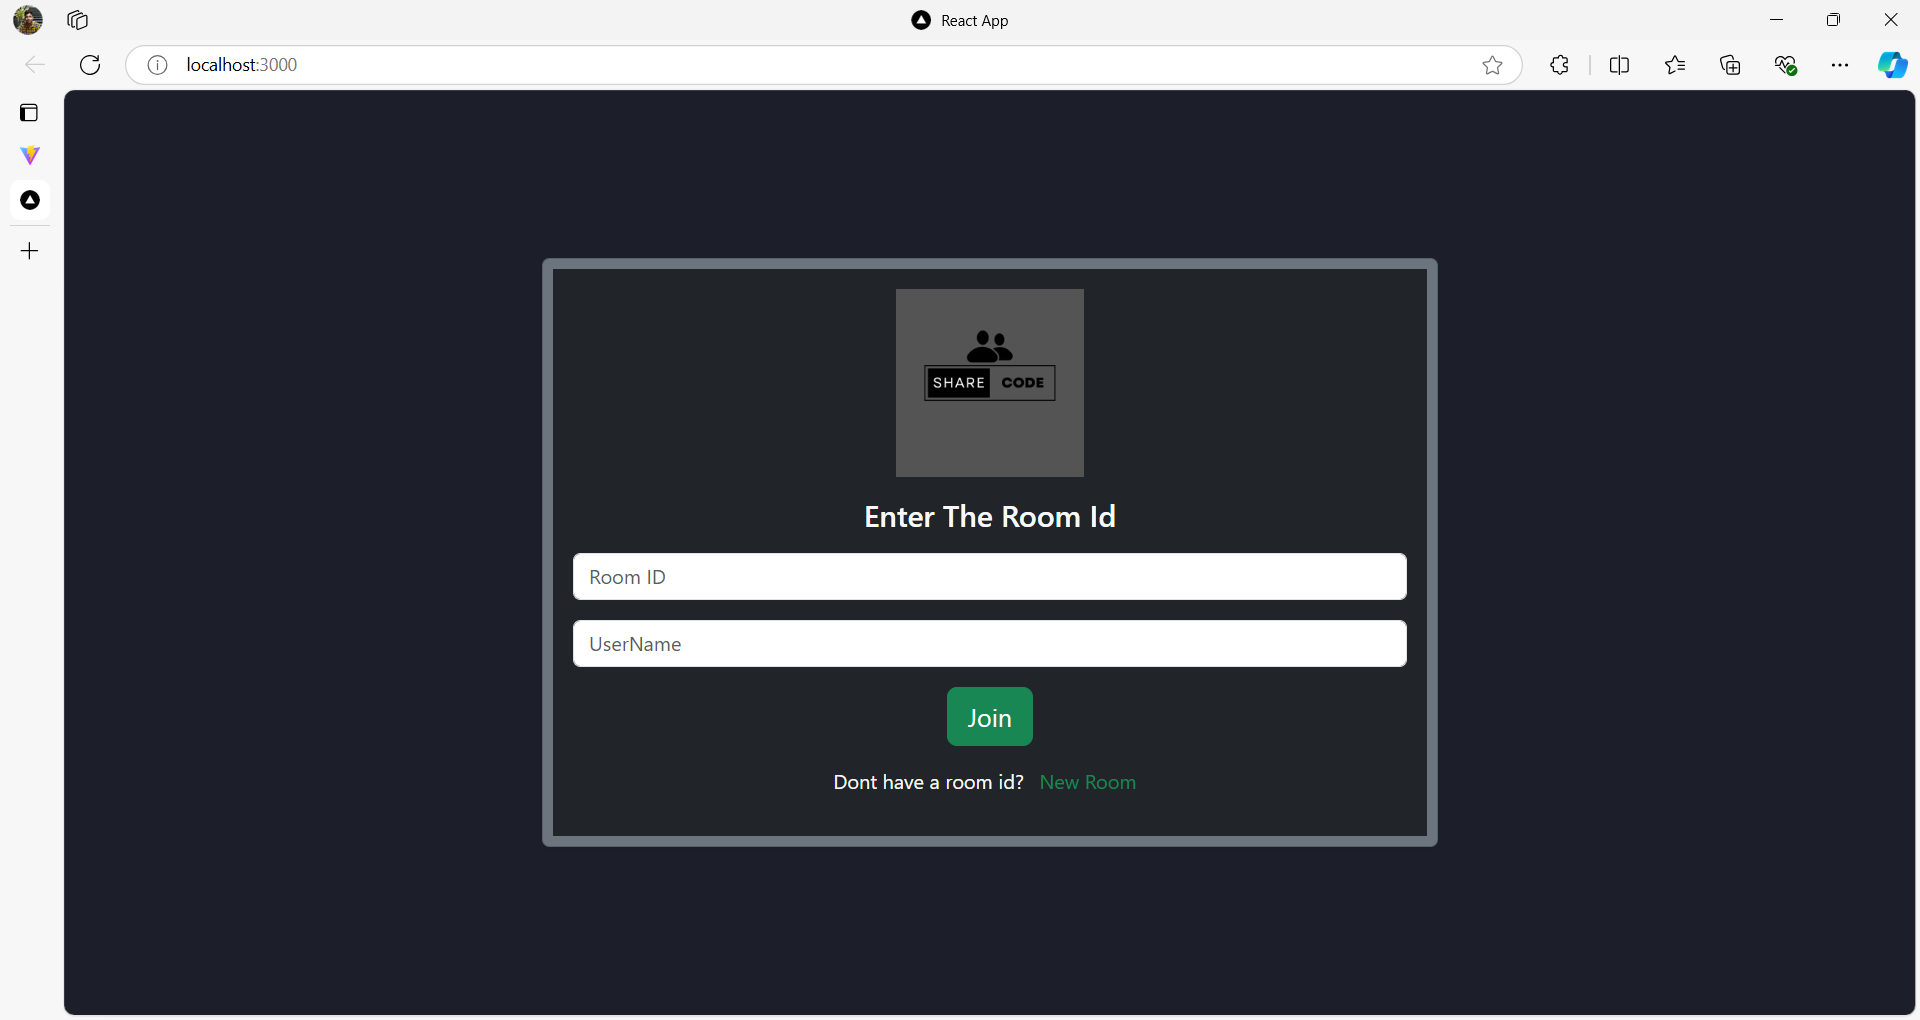 React App
localhost:3000
SHARE CODE
Enter The Room Id
Room ID
UserName
Join
Dont have a room id? New Room